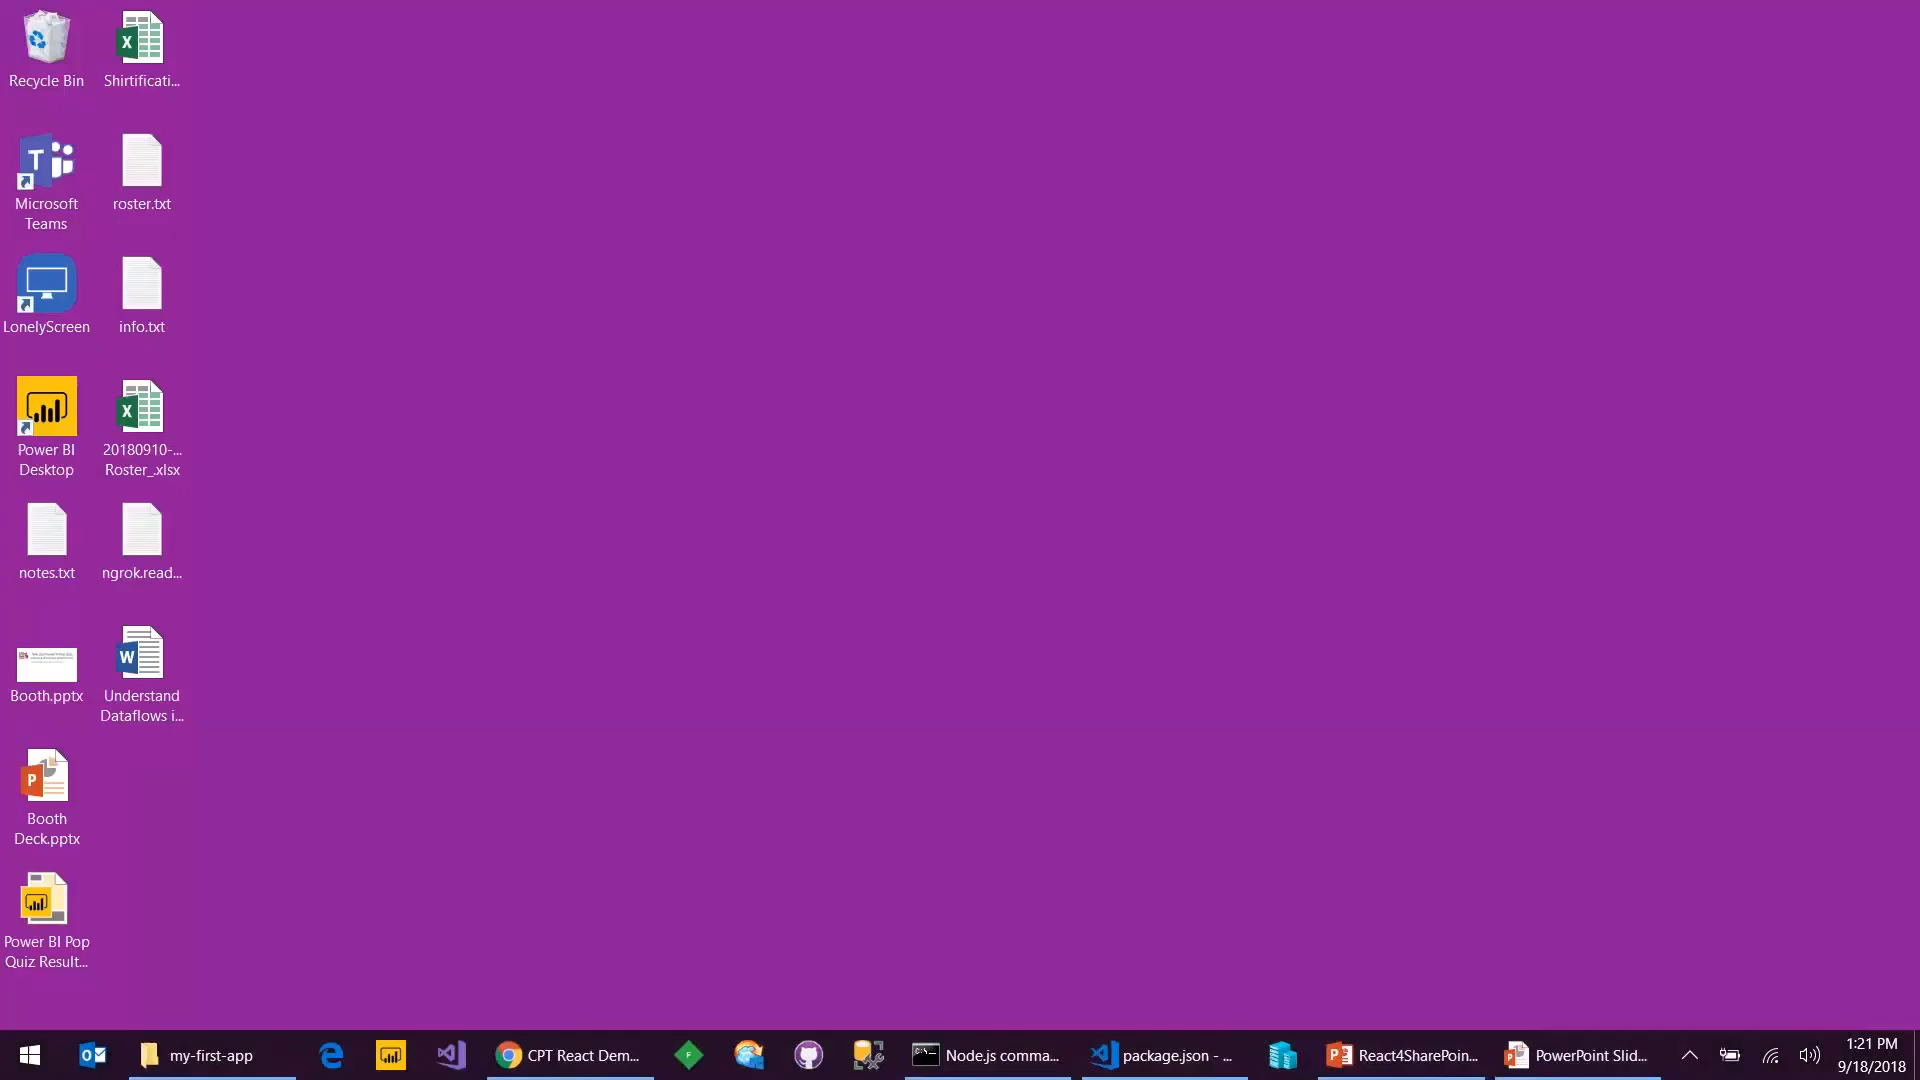 Recycle Bin
Shirtificati...
Microsoft
Teams
roster.txt
LonelyScreen
info.txt
Power BI
Desktop
20180910-...
Roster_.xlsx
notes.txt
ngrok.read...
Booth.pptx
Understand
Dataflows i...
Booth
Deck.pptx
Power BI Pop
Quiz Result...
my-first-app
CPT React Dem...
Node.js comma...
package.json - ...
React4SharePoin...
PowerPoint Slid...
1:21 PM
9/18/2018